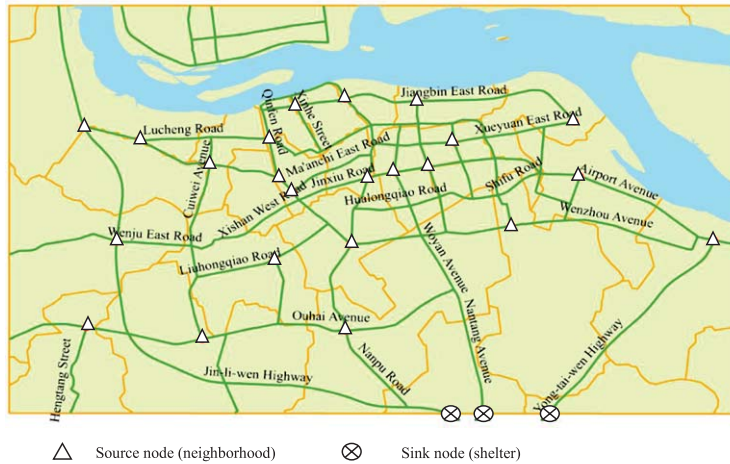 Jiangbin East Road
Qinfen Road
Xinhe Street
Xueyuan East Road
Lucheng Road
Ma'anchi East Road
Cuiwei Avenue
Jinxiu Road
Shifu Road
Airport Avenue
Hualongqiao Road
Xishan West Road
Wenzhou Avenue
Wenju East Road
Woyan Avenue
Liuhongqiao Road
Ouhai Avenue
Nantang Avenue
Yong-tai-wen Highway
Nanpu Road
Hengtang Street
Jin-li-wen Highway
Source node (neighborhood)
Sink node (shelter)